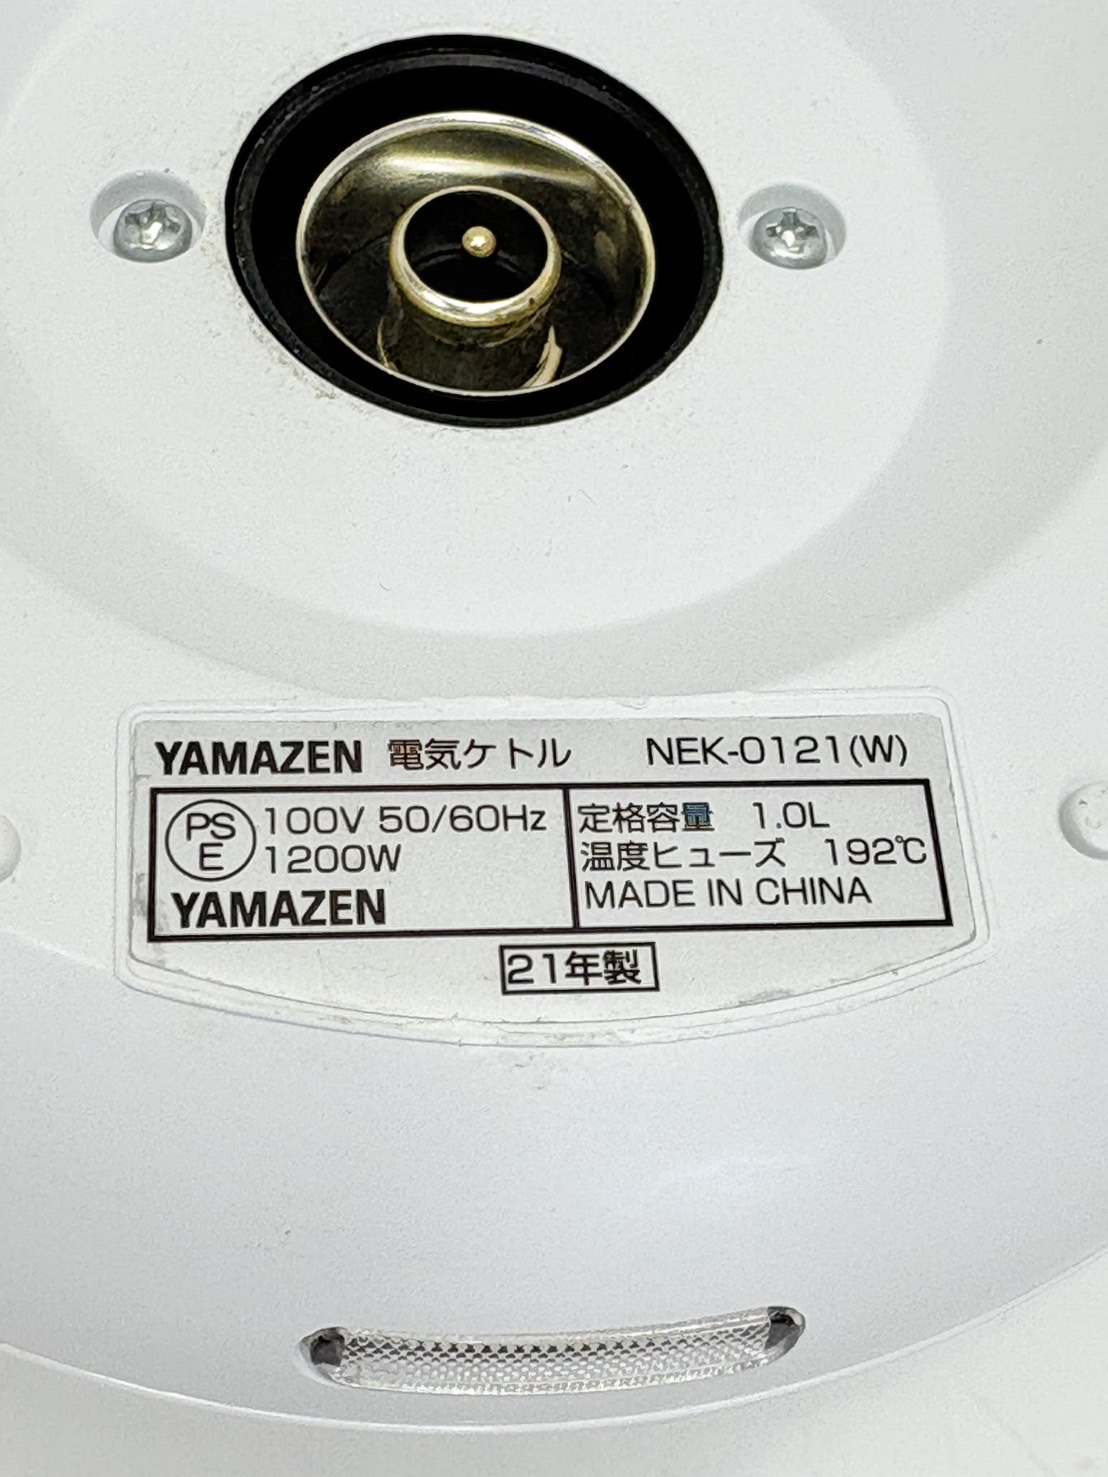 YAMAZEN 電気ケトル NEK-0121(W)
PS E 100V 50/60Hz
1200W
YAMAZEN
定格容量 1.0L
温度ヒューズ 192℃
MADE IN CHINA
21年製